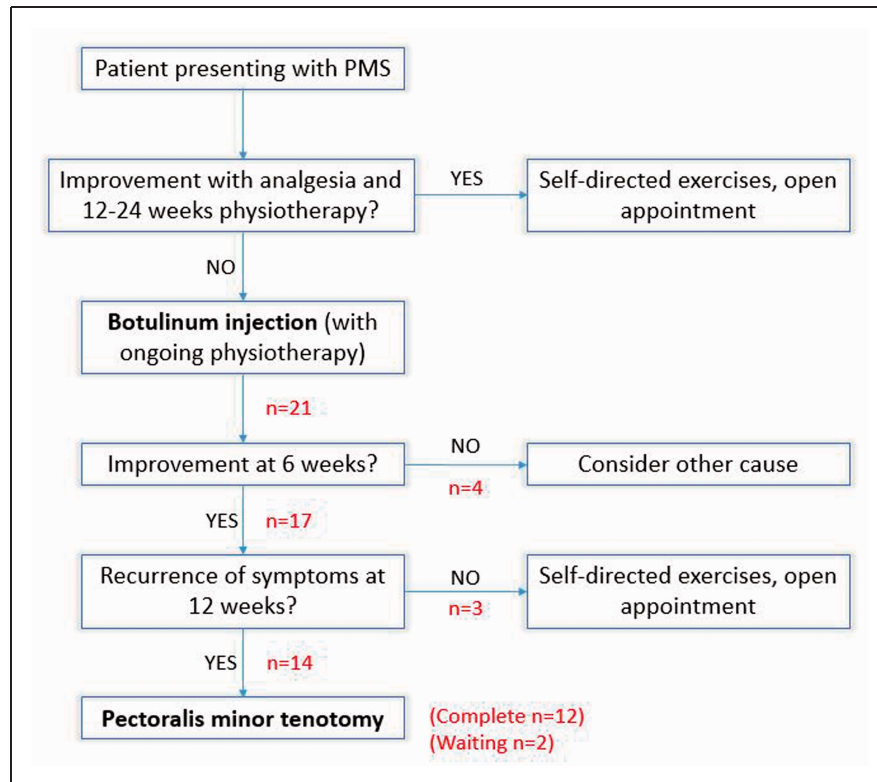 Patient presenting with PMS
Improvement with analgesia and
12-24 weeks physiotherapy?
YES
Self-directed exercises, open
appointment
NO
Botulinum injection (with
ongoing physiotherapy)
n=21
Improvement at 6 weeks?
NO
n=4
Consider other cause
YES
n=17
Recurrence of symptoms at
12 weeks?
NO
n=3
Self-directed exercises, open
appointment
YES
n=14
Pectoralis minor tenotomy
(Complete n=12)
(Waiting n=2)